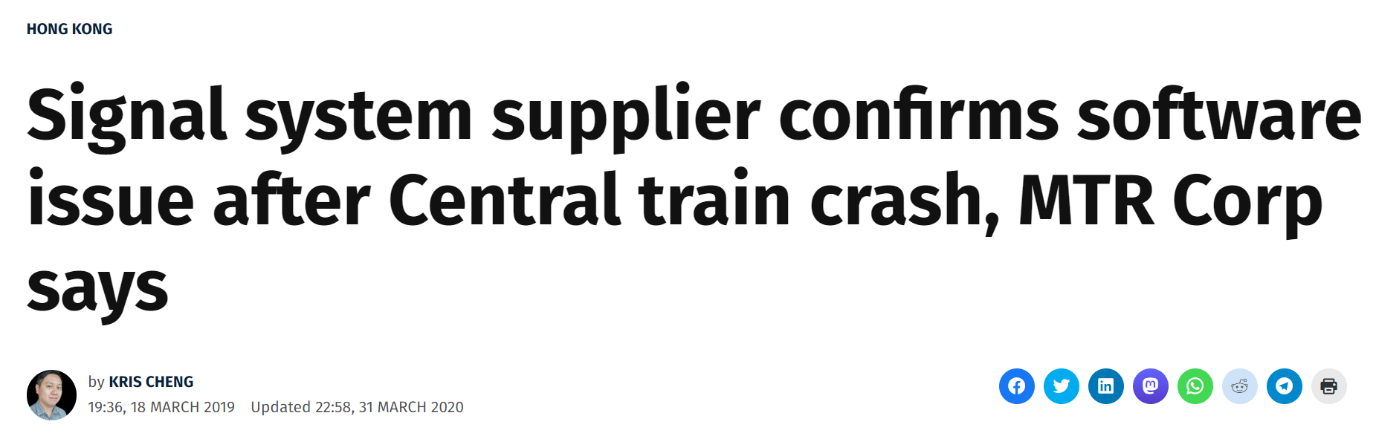 HONG KONG
Signal system supplier confirms software
issue after Central train crash, MTR Corp
says
by KRIS CHENG
19:36, 18 MARCH 2019 Updated 22:58, 31 MARCH 2020